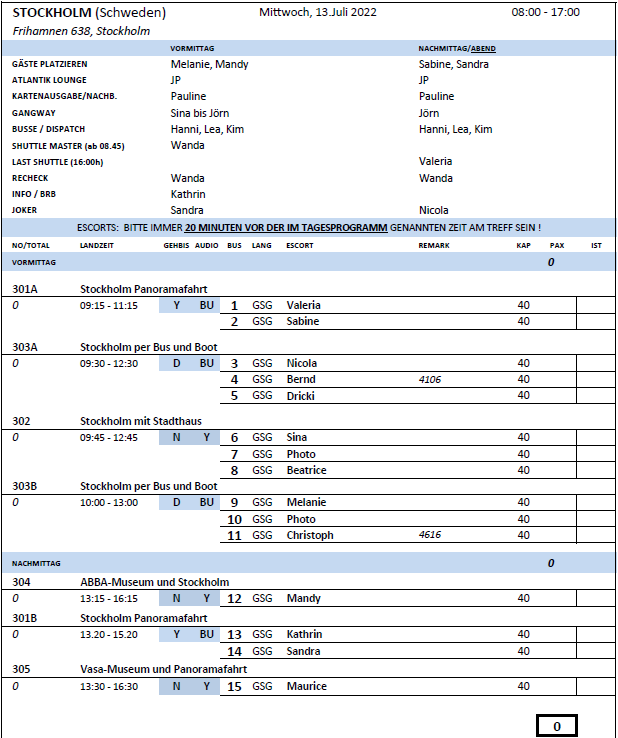 STOCKHOLM (Schweden) Mittwoch, 13.Juli 2022 08:00 - 17:00
Frihamnen 638, Stockholm
VORMITTAG NACHMITTAG/ABEND
GÄSTE PLATZIEREN Melanie, Mandy Sabine, Sandra
ATLANTIK LOUNGE JP JP
KARTENAUSGABE/NACHB. Pauline Pauline
GANGWAY Sina bis Jörn Jörn
BUSSE / DISPATCH Hanni, Lea, Kim Hanni, Lea, Kim
SHUTTLE MASTER (ab 08.45) Wanda
LAST SHUTTLE (16:00h) Valeria
RECHECK Wanda Wanda
INFO / BRB Kathrin
JOKER Sandra Nicola
ESCORTS: BITTE IMMER 20 MINUTEN VOR DER IM TAGESPROGRAMM GENANNTEN ZEIT AM TREFF SEIN !
NO/TOTAL LANDZEIT GEHBIS AUDIO BUS LANG ESCORT REMARK KAP PAX IST
VORMITTAG 0
301A Stockholm Panoramafahrt
0 09:15 - 11:15 Y BU 1 GSG Valeria 40
2 GSG Sabine 40
303A Stockholm per Bus und Boot
0 09:30 - 12:30 D BU 3 GSG Nicola 40
4 GSG Bernd 4106 40
5 GSG Dricki 40
302 Stockholm mit Stadthaus
0 09:45 - 12:45 N Y 6 GSG Sina 40
7 GSG Photo 40
8 GSG Beatrice 40
303B Stockholm per Bus und Boot
0 10:00 - 13:00 D BU 9 GSG Melanie 40
10 GSG Photo 40
11 GSG Christoph 4616 40
NACHMITTAG 0
304 ABBA-Museum und Stockholm
0 13:15 - 16:15 N Y 12 GSG Mandy 40
301B Stockholm Panoramafahrt
0 13.20 - 15.20 Y BU 13 GSG Kathrin 40
14 GSG Sandra 40
305 Vasa-Museum und Panoramafahrt
0 13:30 - 16:30 N Y 15 GSG Maurice 40
0